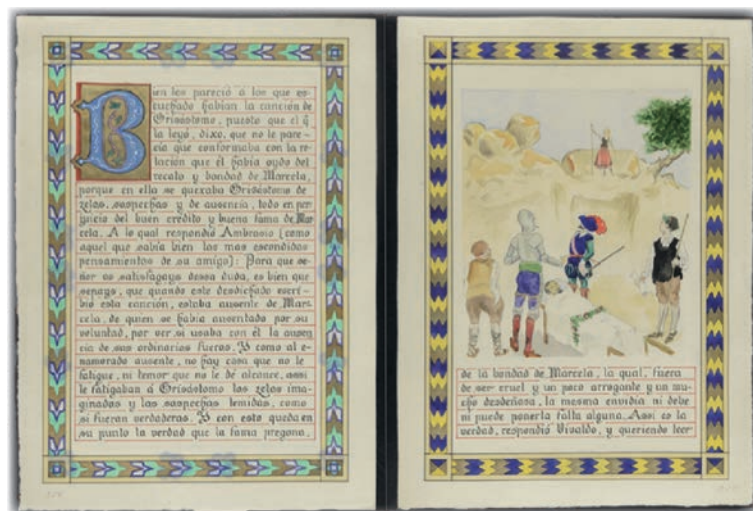 Bien les pareció á los que es-
cuchado habian la canción de
Grisóstomo, puesto que el q̃
la leyó, dixo, que no le pare-
cia que conformaba con la re-
lación que él habia oydo del
recato y bondad de Marcela,
porque en ella se quexaba Grisóstomo de
zelos, sospechas y de ausencia, todo en per-
juycio del buen crédito y buena fama de Mar-
cela. A lo qual respondió Ambrosio (como
aquel que sabia bien los mas escondidos
pensamientos de su amigo): Para que se-
ñor os satisfagays dessa duda, es bien que
sepays, que quando este desdichado escri-
bió esta canción, estaba ausente de Mar-
cela, de quien se habia ausentado por su
voluntad, por ver si usaba con él la ausen-
cia de sus ordinarios fueros. Y como al e-
namorado ausente, no hay cosa que no le
fatigue, ni temor que no le dé alcance, assi
le fatigaban á Grisóstomo los zelos ima-
ginados y las sospechas temidas, como
si fueran verdaderas. Y con esto queda en
su punto la verdad que la fama pregona,
de la bondad de Marcela, la qual, fuera
de ser cruel y un poco arrogante y un mu-
cho desdeñosa, la mesma envidia ni debe
ni puede ponerla falta alguna. Assi es la
verdad, respondió Vivaldo, y queriendo leer